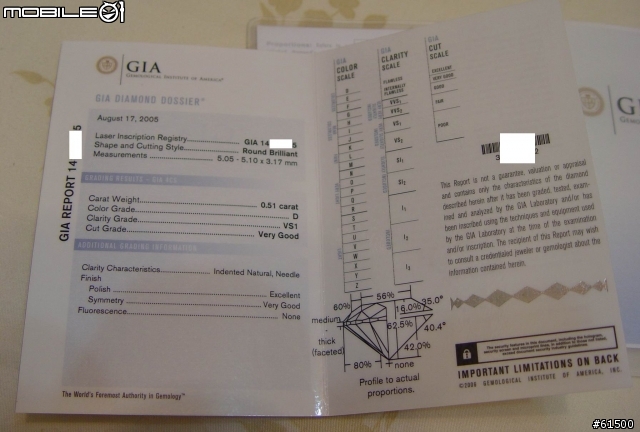 MOBILE01
GIA
GEMOLOGICAL INSTITUTE OF AMERICA
GIA DIAMOND DOSSIER
August 17, 2005
Laser Inscription Registry GIA 14 5
Shape and Cutting Style Round Brilliant
Measurements 5.05 - 5.10 x 3.17 mm
GIA REPORT 14 5
Carat Weight 0.51 carat
Color Grade D
Clarity Grade VS1
Cut Grade Very Good
ADDITIONAL GRADING INFORMATION
Clarity Characteristics Indented Natural, Needle
Finish
Polish Excellent
Symmetry Very Good
Fluorescence None
The World's Foremost Authority in Gemology
GIA
COLOR
SCALE
GIA
CLARITY
SCALE
FLAWLESS
INTERNALLY
FLAWLESS
VVS1
VVS2
VS1
VS2
SI1
SI2
I1
I2
I3
GIA
CUT
SCALE
EXCELLENT
VERY GOOD
GOOD
FAIR
POOR
This Report is not a guarantee, valuation or appraisal
and contains only the characteristics of the diamond
described herein after it has been graded, tested, exam-
ined and analyzed by the GIA Laboratory and/or has
been inscribed using the techniques and equipment used
by the GIA Laboratory at the time of the examination
and/or inscription. The recipient of this Report may wish
to consult a credentialed jeweler or gemologist about the
information contained herein.
60%
56%
16.0%
35.0°
medium
-
thick
(faceted)
62.5%
40.4°
42.0%
80%
none
Profile to actual
proportions.
IMPORTANT LIMITATIONS ON BACK
GEMOLOGICAL INSTITUTE OF AMERICA, INC.
GIA
#61500